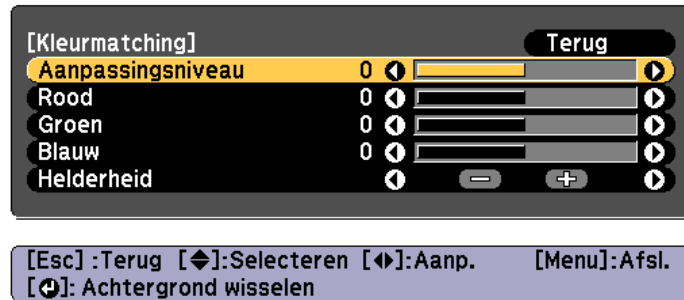 [Kleurmatching] Terug
Aanpassingsniveau 0
Rood 0
Groen 0
Blauw 0
Helderheid
[Esc] :Terug [◆]:Selecteren [◂▸]:Aanp. [Menu]:Afsl.
[↵]: Achtergrond wisselen